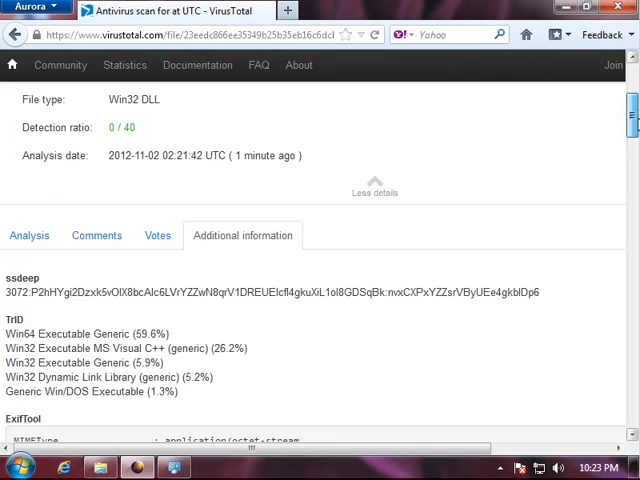 Aurora
Antivirus scan for at UTC - VirusTotal
https://www.virustotal.com/file/23eedc866ee35349b25b35eb16c6dcl
Yahoo
Feedback
Community Statistics Documentation FAQ About Join
File type: Win32 DLL
Detection ratio: 0 / 40
Analysis date: 2012-11-02 02:21:42 UTC ( 1 minute ago )
Less details
Analysis Comments Votes Additional information
ssdeep
TrID
Win64 Executable Generic (59.6%)
Win32 Executable MS Visual C++ (generic) (26.2%)
Win32 Executable Generic (5.9%)
Win32 Dynamic Link Library (generic) (5.2%)
Generic Win/DOS Executable (1.3%)
ExifTool
MIMEType : application/octet-stream
10:23 PM